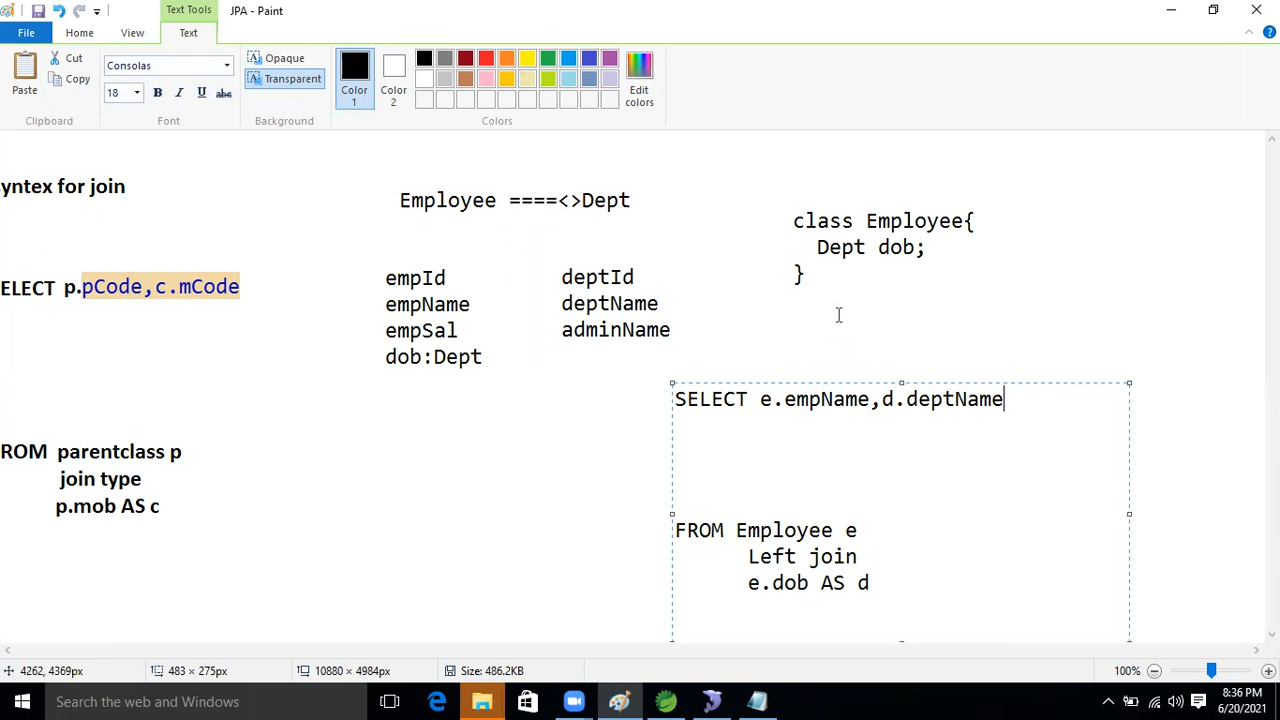 Text Tools
JPA - Paint
File
Home
View
Text
Paste
Cut
Copy
Clipboard
Consolas
18
B I U abc
Font
Opaque
Transparent
Background
Color 1
Color 2
Edit colors
Colors
syntex for join
ELECT p.pCode,c.mCode
ROM parentclass p
join type
p.mob AS c
Employee ====<>Dept
empId
empName
empSal
dob:Dept
deptId
deptName
adminName
class Employee{
Dept dob;
}
SELECT e.empName,d.deptName
FROM Employee e
Left join
e.dob AS d
4262, 4369px
483 × 275px
10880 × 4984px
Size: 486.2KB
100%
Search the web and Windows
8:36 PM
6/20/2021